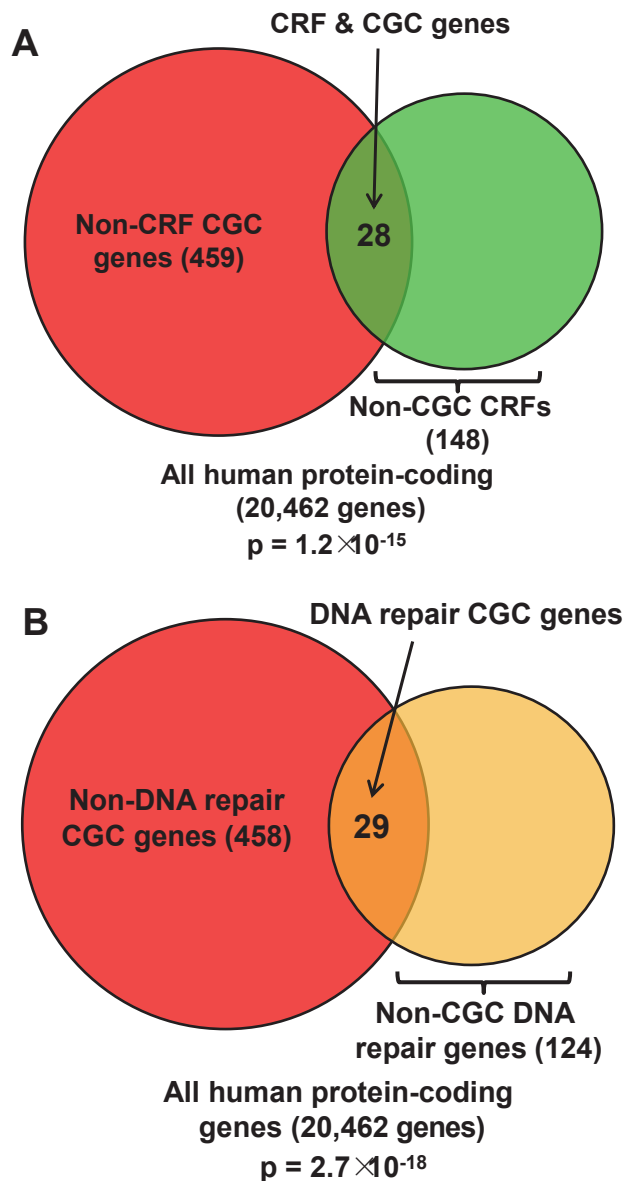 A
CRF & CGC genes
Non-CRF CGC
genes (459)
28
Non-CGC CRFs
(148)
All human protein-coding
(20,462 genes)
p = 1.2×10⁻¹⁵
B
DNA repair CGC genes
Non-DNA repair
CGC genes (458)
29
Non-CGC DNA
repair genes (124)
All human protein-coding
genes (20,462 genes)
p = 2.7×10⁻¹⁸